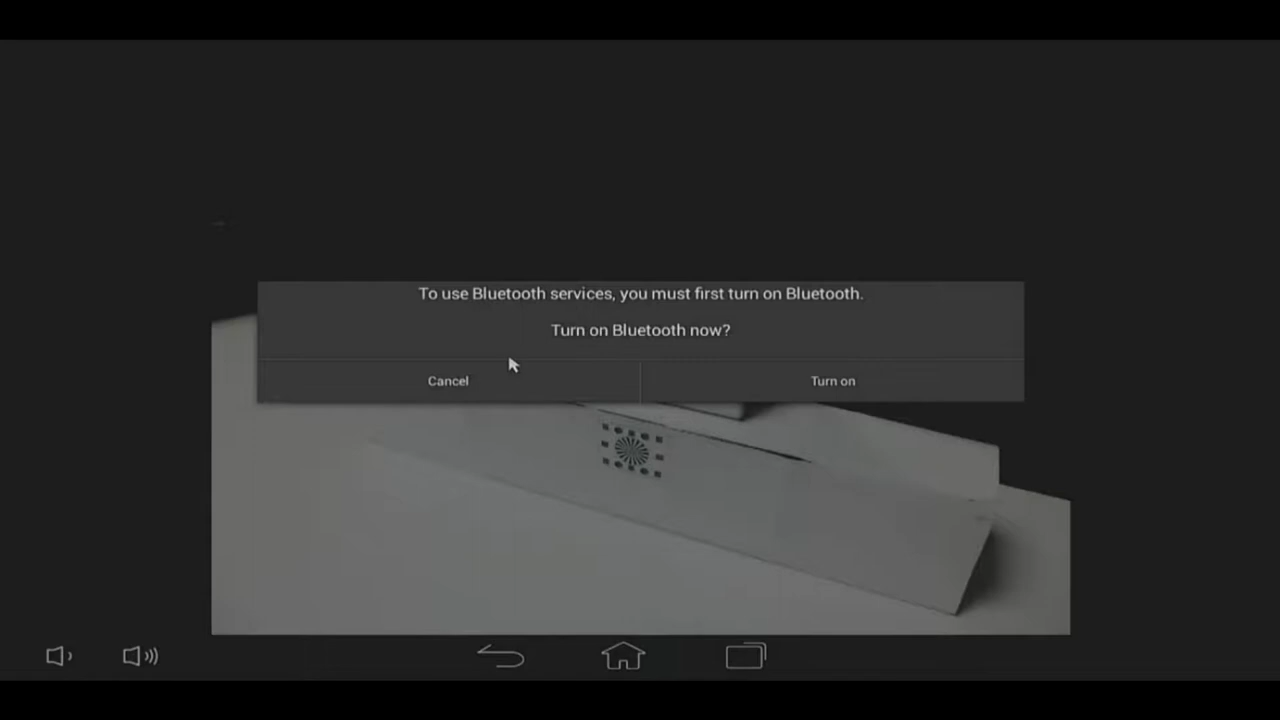 To use Bluetooth services, you must first turn on Bluetooth.
Turn on Bluetooth now?
Cancel
Turn on